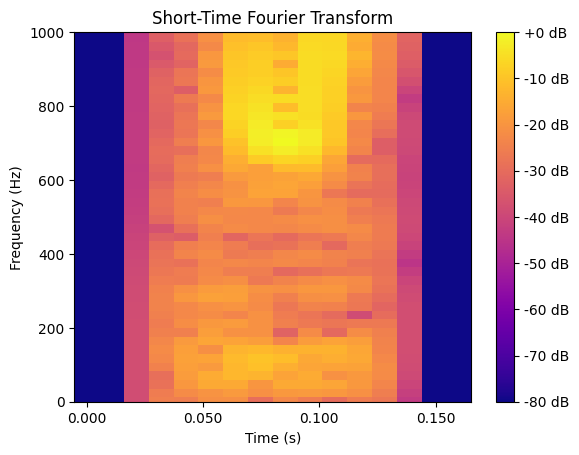 Short-Time Fourier Transform
1000
800
600
400
200
0
Frequency (Hz)
0.000
0.050
0.100
0.150
Time (s)
+0 dB
-10 dB
-20 dB
-30 dB
-40 dB
-50 dB
-60 dB
-70 dB
-80 dB